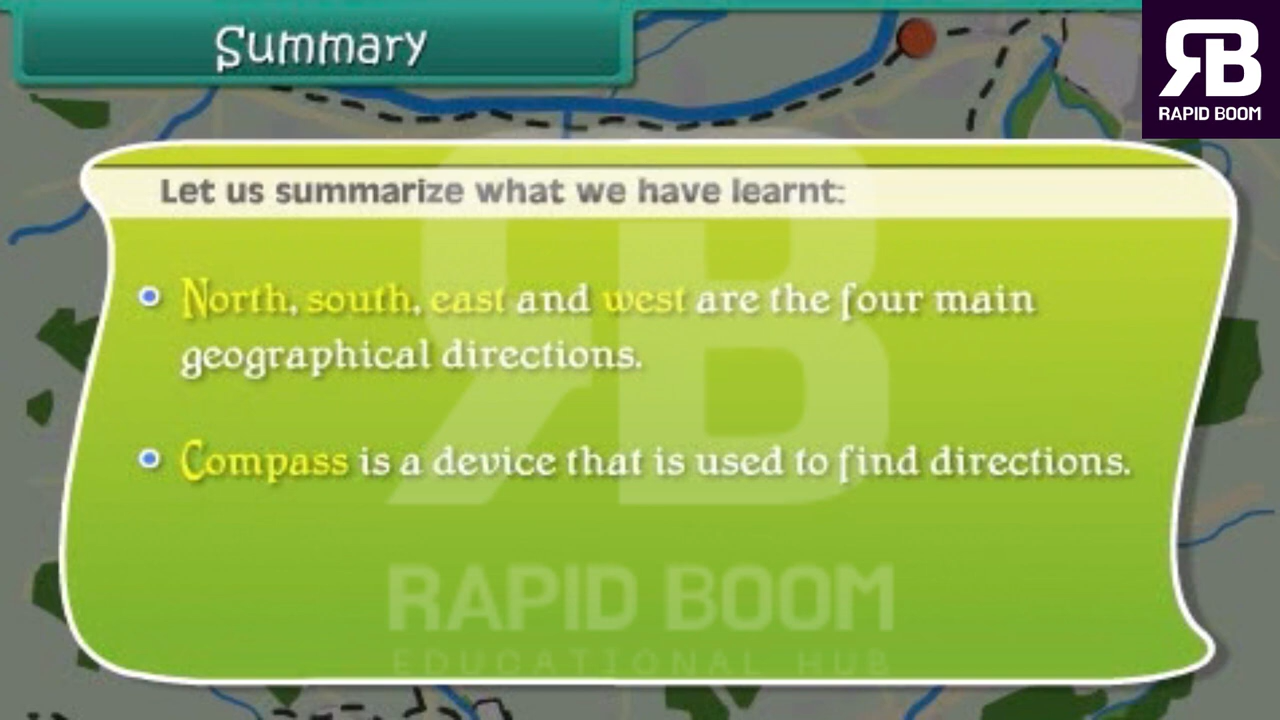 Summary
RB
RAPID BOOM
Let us summarize what we have learnt:
North, south, east and west are the four main
geographical directions.
Compass is a device that is used to find directions.
RB
RAPID BOOM
EDUCATIONAL HUB